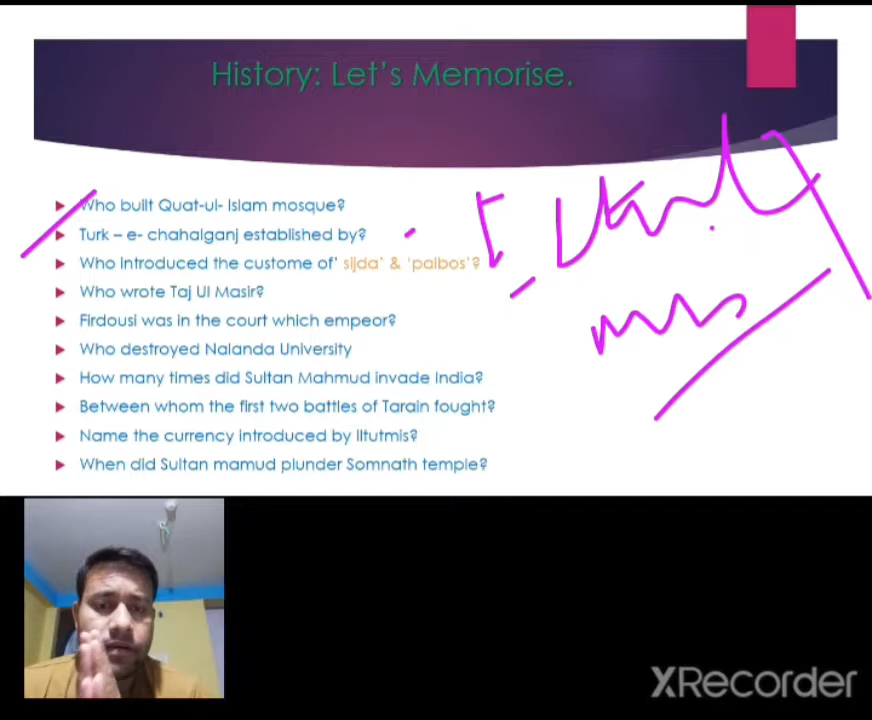 History: Let's Memorise.
Who built Quat-ul- Islam mosque?
Turk – e- chahalganj established by?
Who introduced the custome of' sijda' & 'paibos'?
Who wrote Taj Ul Masir?
Firdousi was in the court which empeor?
Who destroyed Nalanda University
How many times did Sultan Mahmud invade India?
Between whom the first two battles of Tarain fought?
Name the currency introduced by Iltutmis?
When did Sultan mamud plunder Somnath temple?
XRecorder